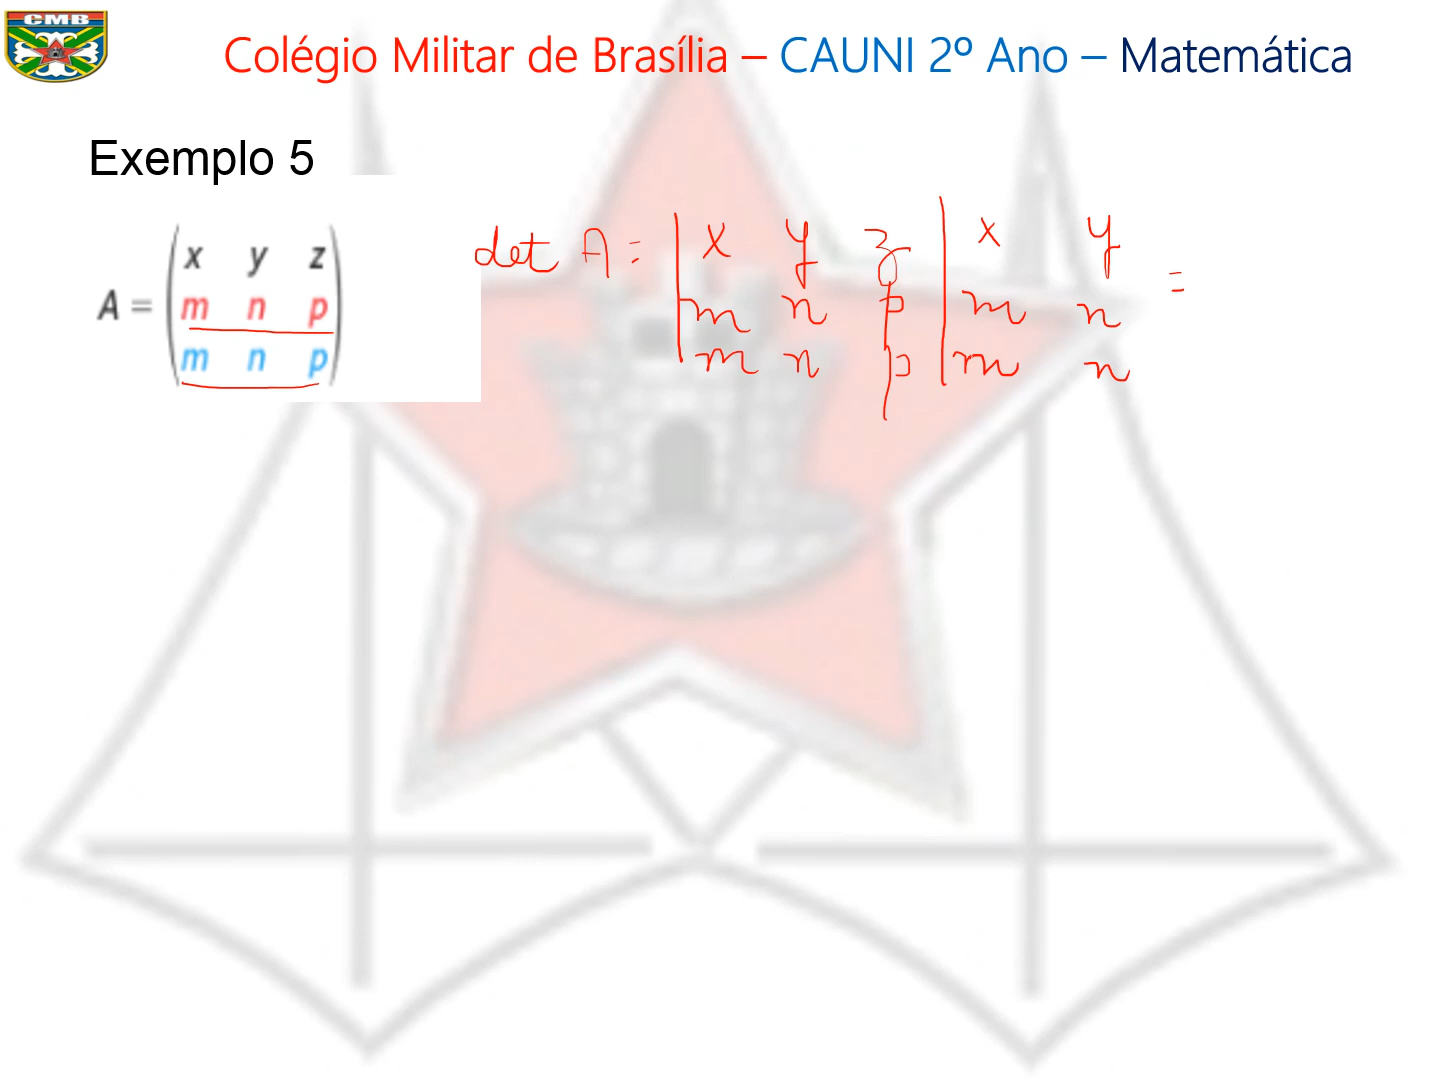 CMB
Colégio Militar de Brasília – CAUNI 2º Ano – Matemática
Exemplo 5
A = ( x y z
m n p
m n p )
det A = | x y z | x y
m n p | m n =
m n p | m n